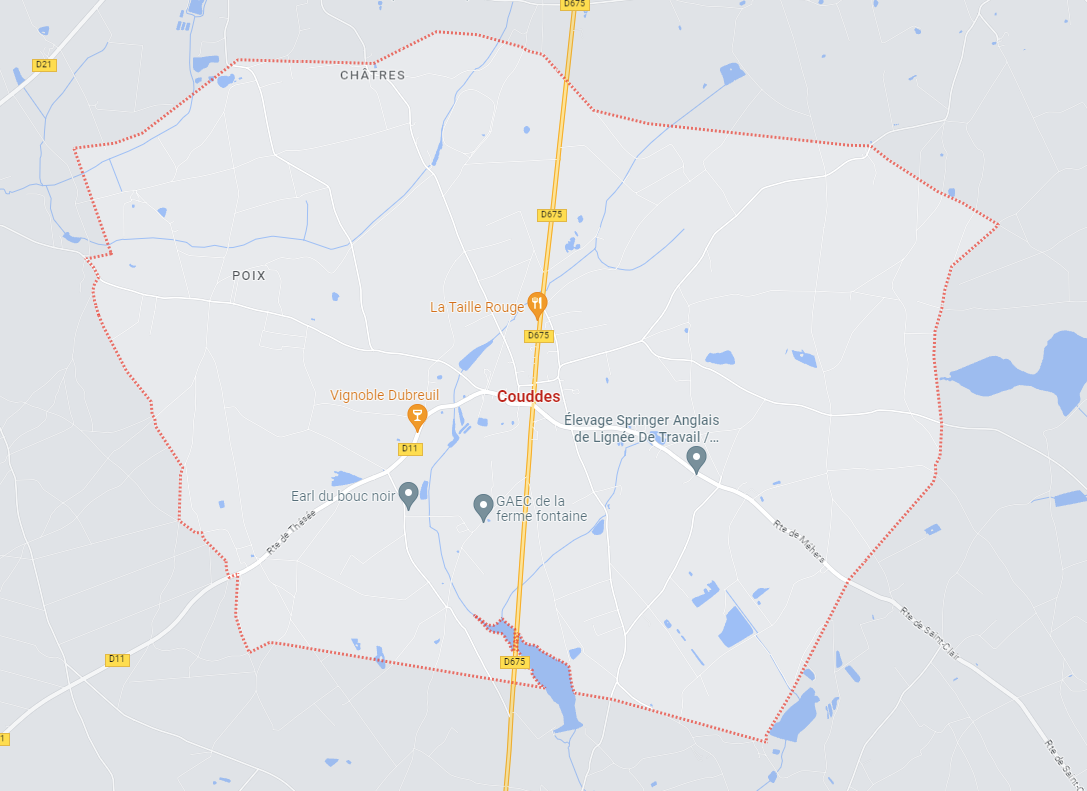 D675
D21
CHÂTRES
D675
POIX
La Taille Rouge
D675
Vignoble Dubreuil
Couddes
Élevage Springer Anglais
de Lignée De Travail /...
D11
Earl du bouc noir
GAEC de la
ferme fontaine
Rte de Thésée
Rte de Méhers
Rte de Saint-Clair
D11
D675
1
Rte de Saint-C